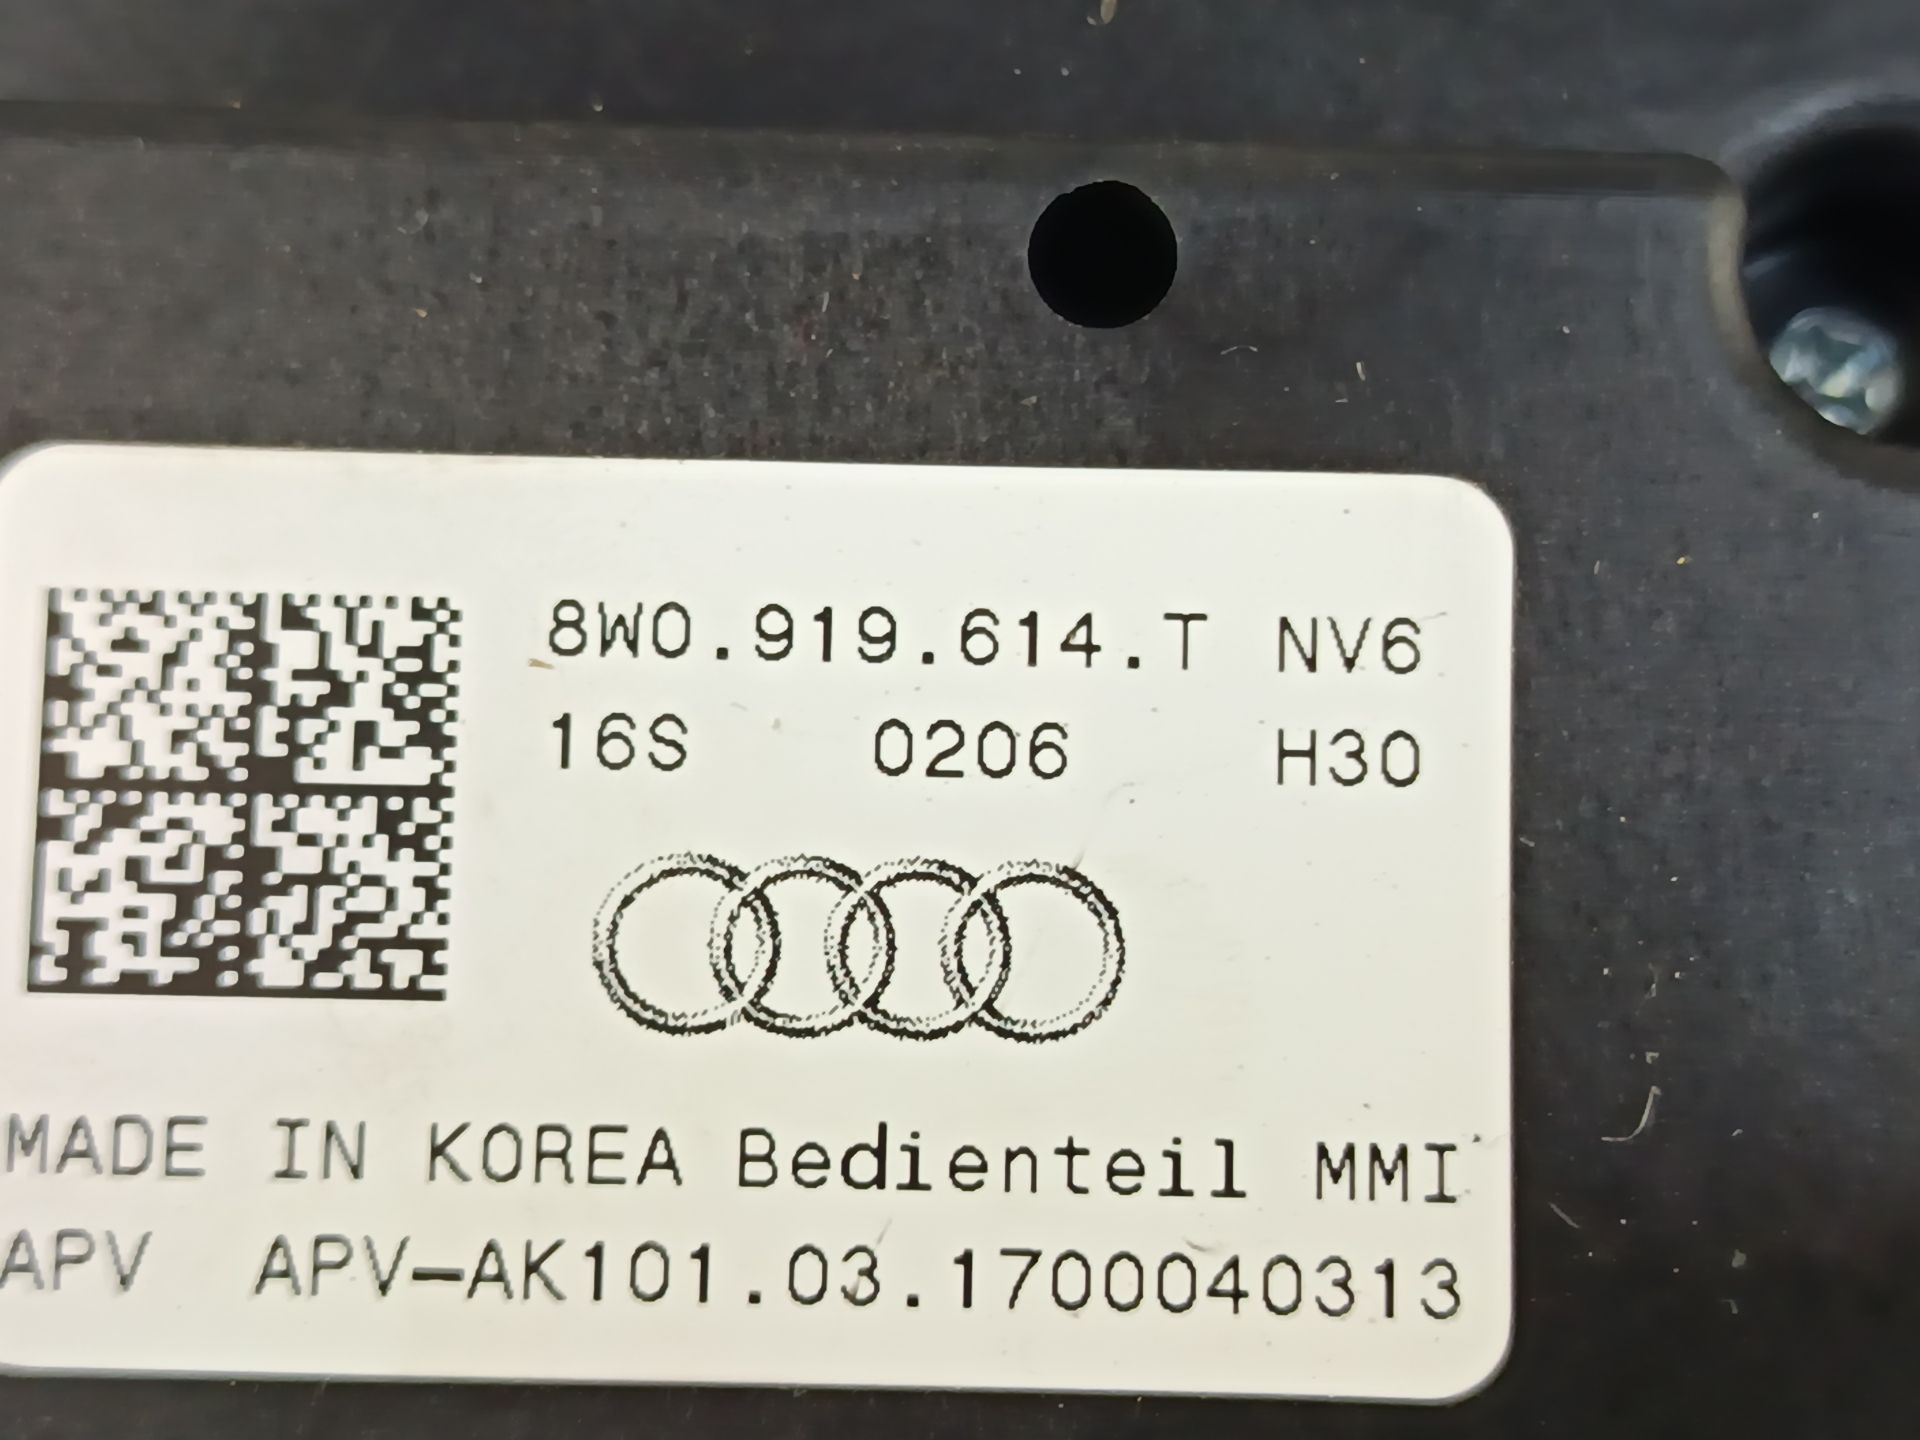 8W0.919.614.T NV6
16S 0206 H30
MADE IN KOREA Bedienteil MMI
APV APV-AK101.03.1700040313